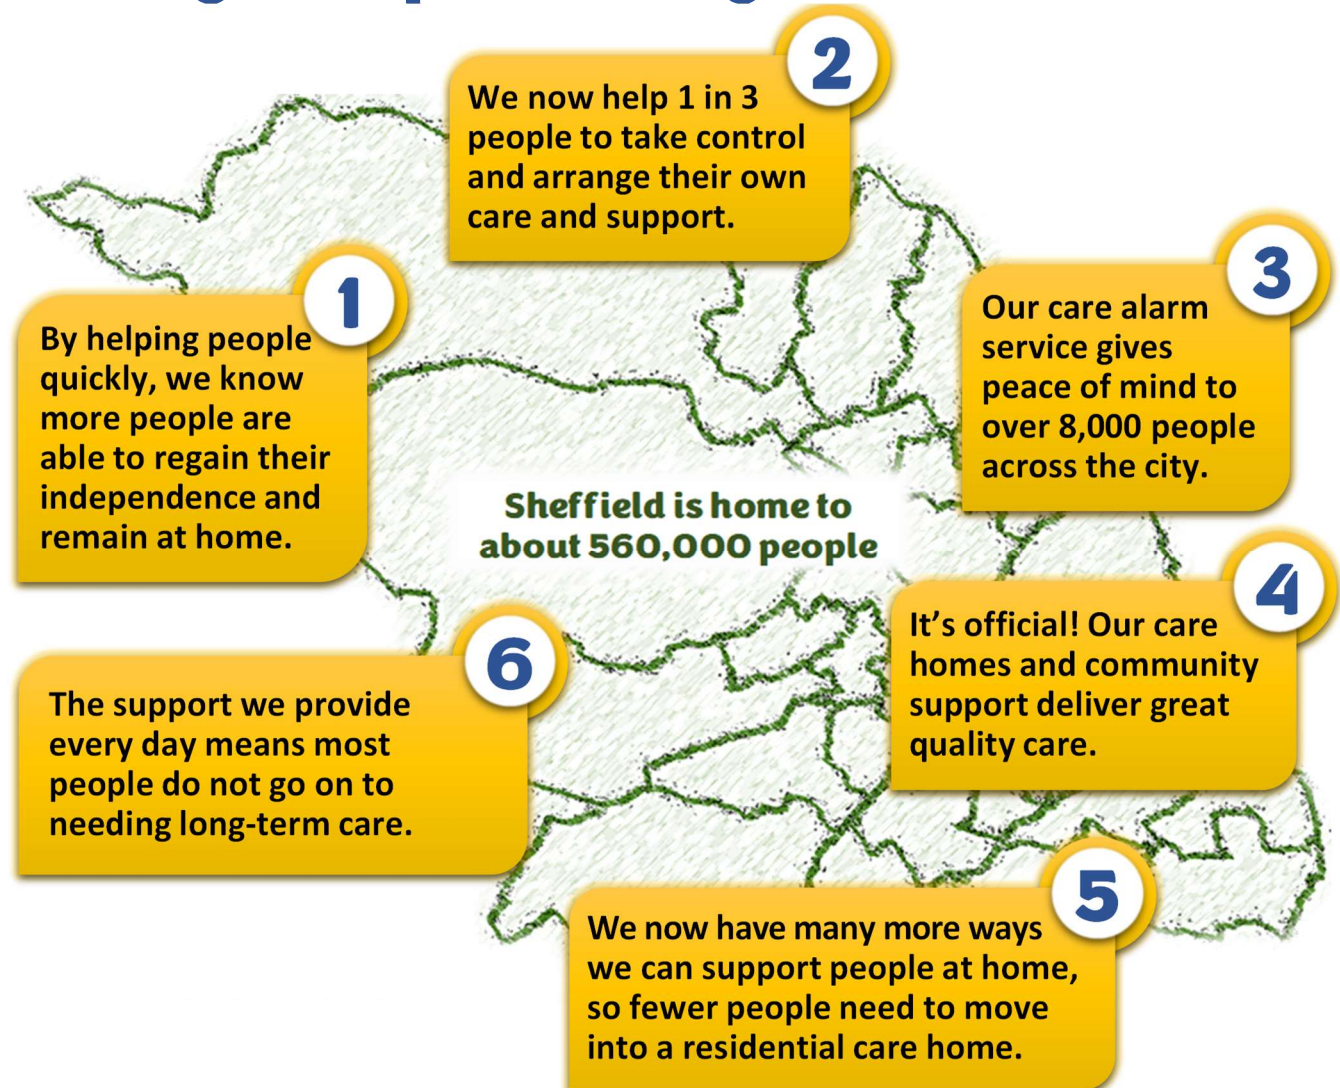 1
By helping people
quickly, we know
more people are
able to regain their
independence and
remain at home.
2
We now help 1 in 3
people to take control
and arrange their own
care and support.
3
Our care alarm
service gives
peace of mind to
over 8,000 people
across the city.
Sheffield is home to
about 560,000 people
4
It’s official! Our care
homes and community
support deliver great
quality care.
5
We now have many more ways
we can support people at home,
so fewer people need to move
into a residential care home.
6
The support we provide
every day means most
people do not go on to
needing long-term care.